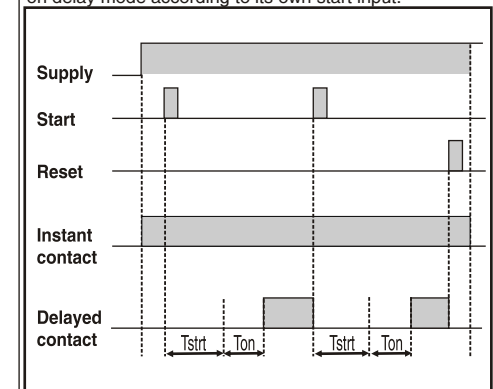 on delay mode according to its own start input.
Supply
Start
Reset
Instant
contact
Delayed
contact
Tstrt Ton Tstrt Ton